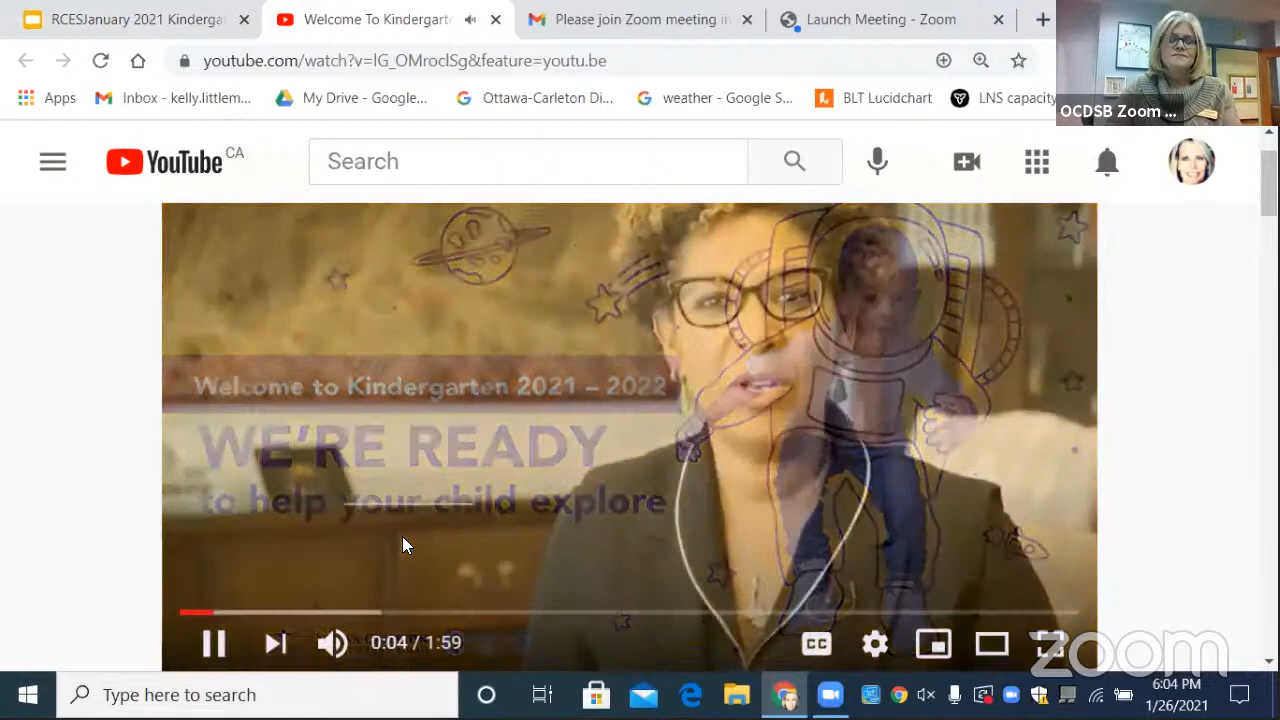 RCESJanuary 2021 Kinderga
Welcome To Kindergarte
Please join Zoom meeting i
Launch Meeting - Zoom
youtube.com/watch?v=lG_OMroclSg&feature=youtu.be
Apps
Inbox - kelly.littlem...
My Drive - Google...
Ottawa-Carleton Di...
weather - Google S...
BLT Lucidchart
LNS capacity
OCDSB Zoom ...
YouTube CA
Search
Welcome to Kindergarten 2021 – 2022
WE'RE READY
to help your child explore
0:04 / 1:59
CC
zoom
Type here to search
6:04 PM
1/26/2021